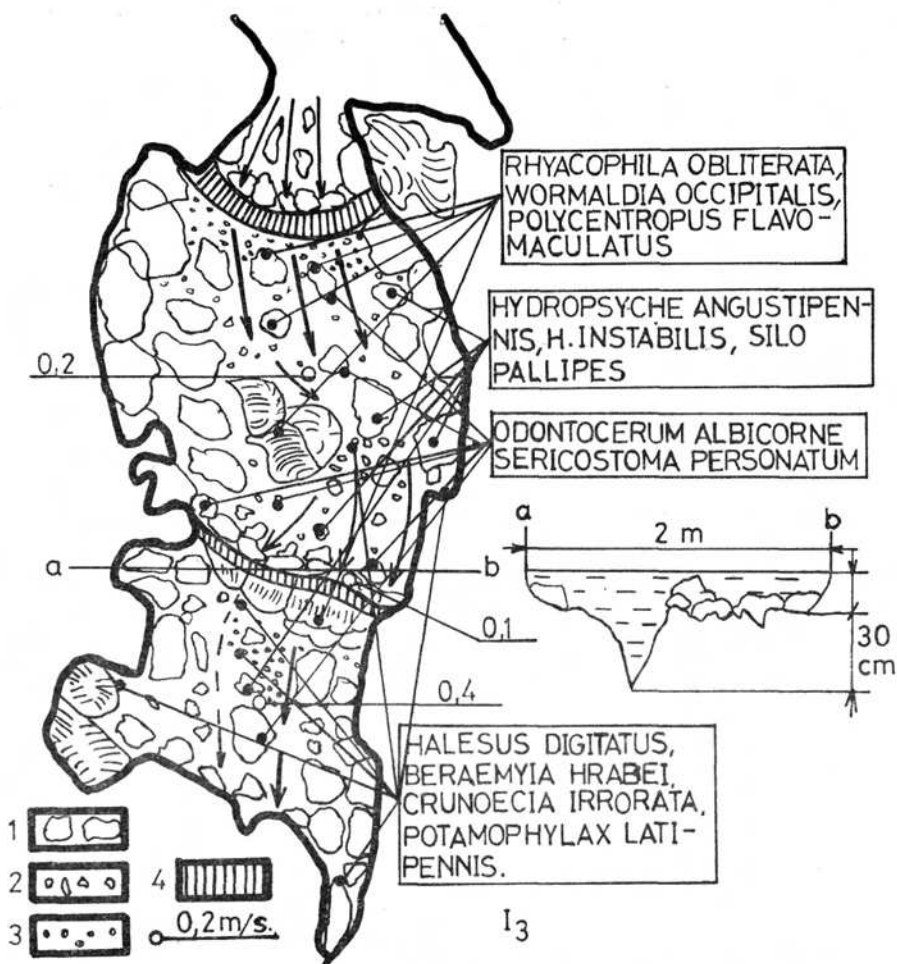 RHYACOPHILA OBLITERATA,
WORMALDIA OCCIPITALIS,
POLYCENTROPUS FLAVO-
MACULATUS
HYDROPSYCHE ANGUSTIPEN-
NIS, H. INSTABILIS, SILO
PALLIPES
0,2
ODONTOCERUM ALBICORNE
SERICOSTOMA PERSONATUM
a b
2 m
a b
0,1
30
cm
0,4
HALESUS DIGITATUS,
BERAEMYIA HRABEI,
CRUNOECIA IRRORATA,
POTAMOPHYLAX LATI-
PENNIS.
1
2 4
3 0,2 m/s.
I3